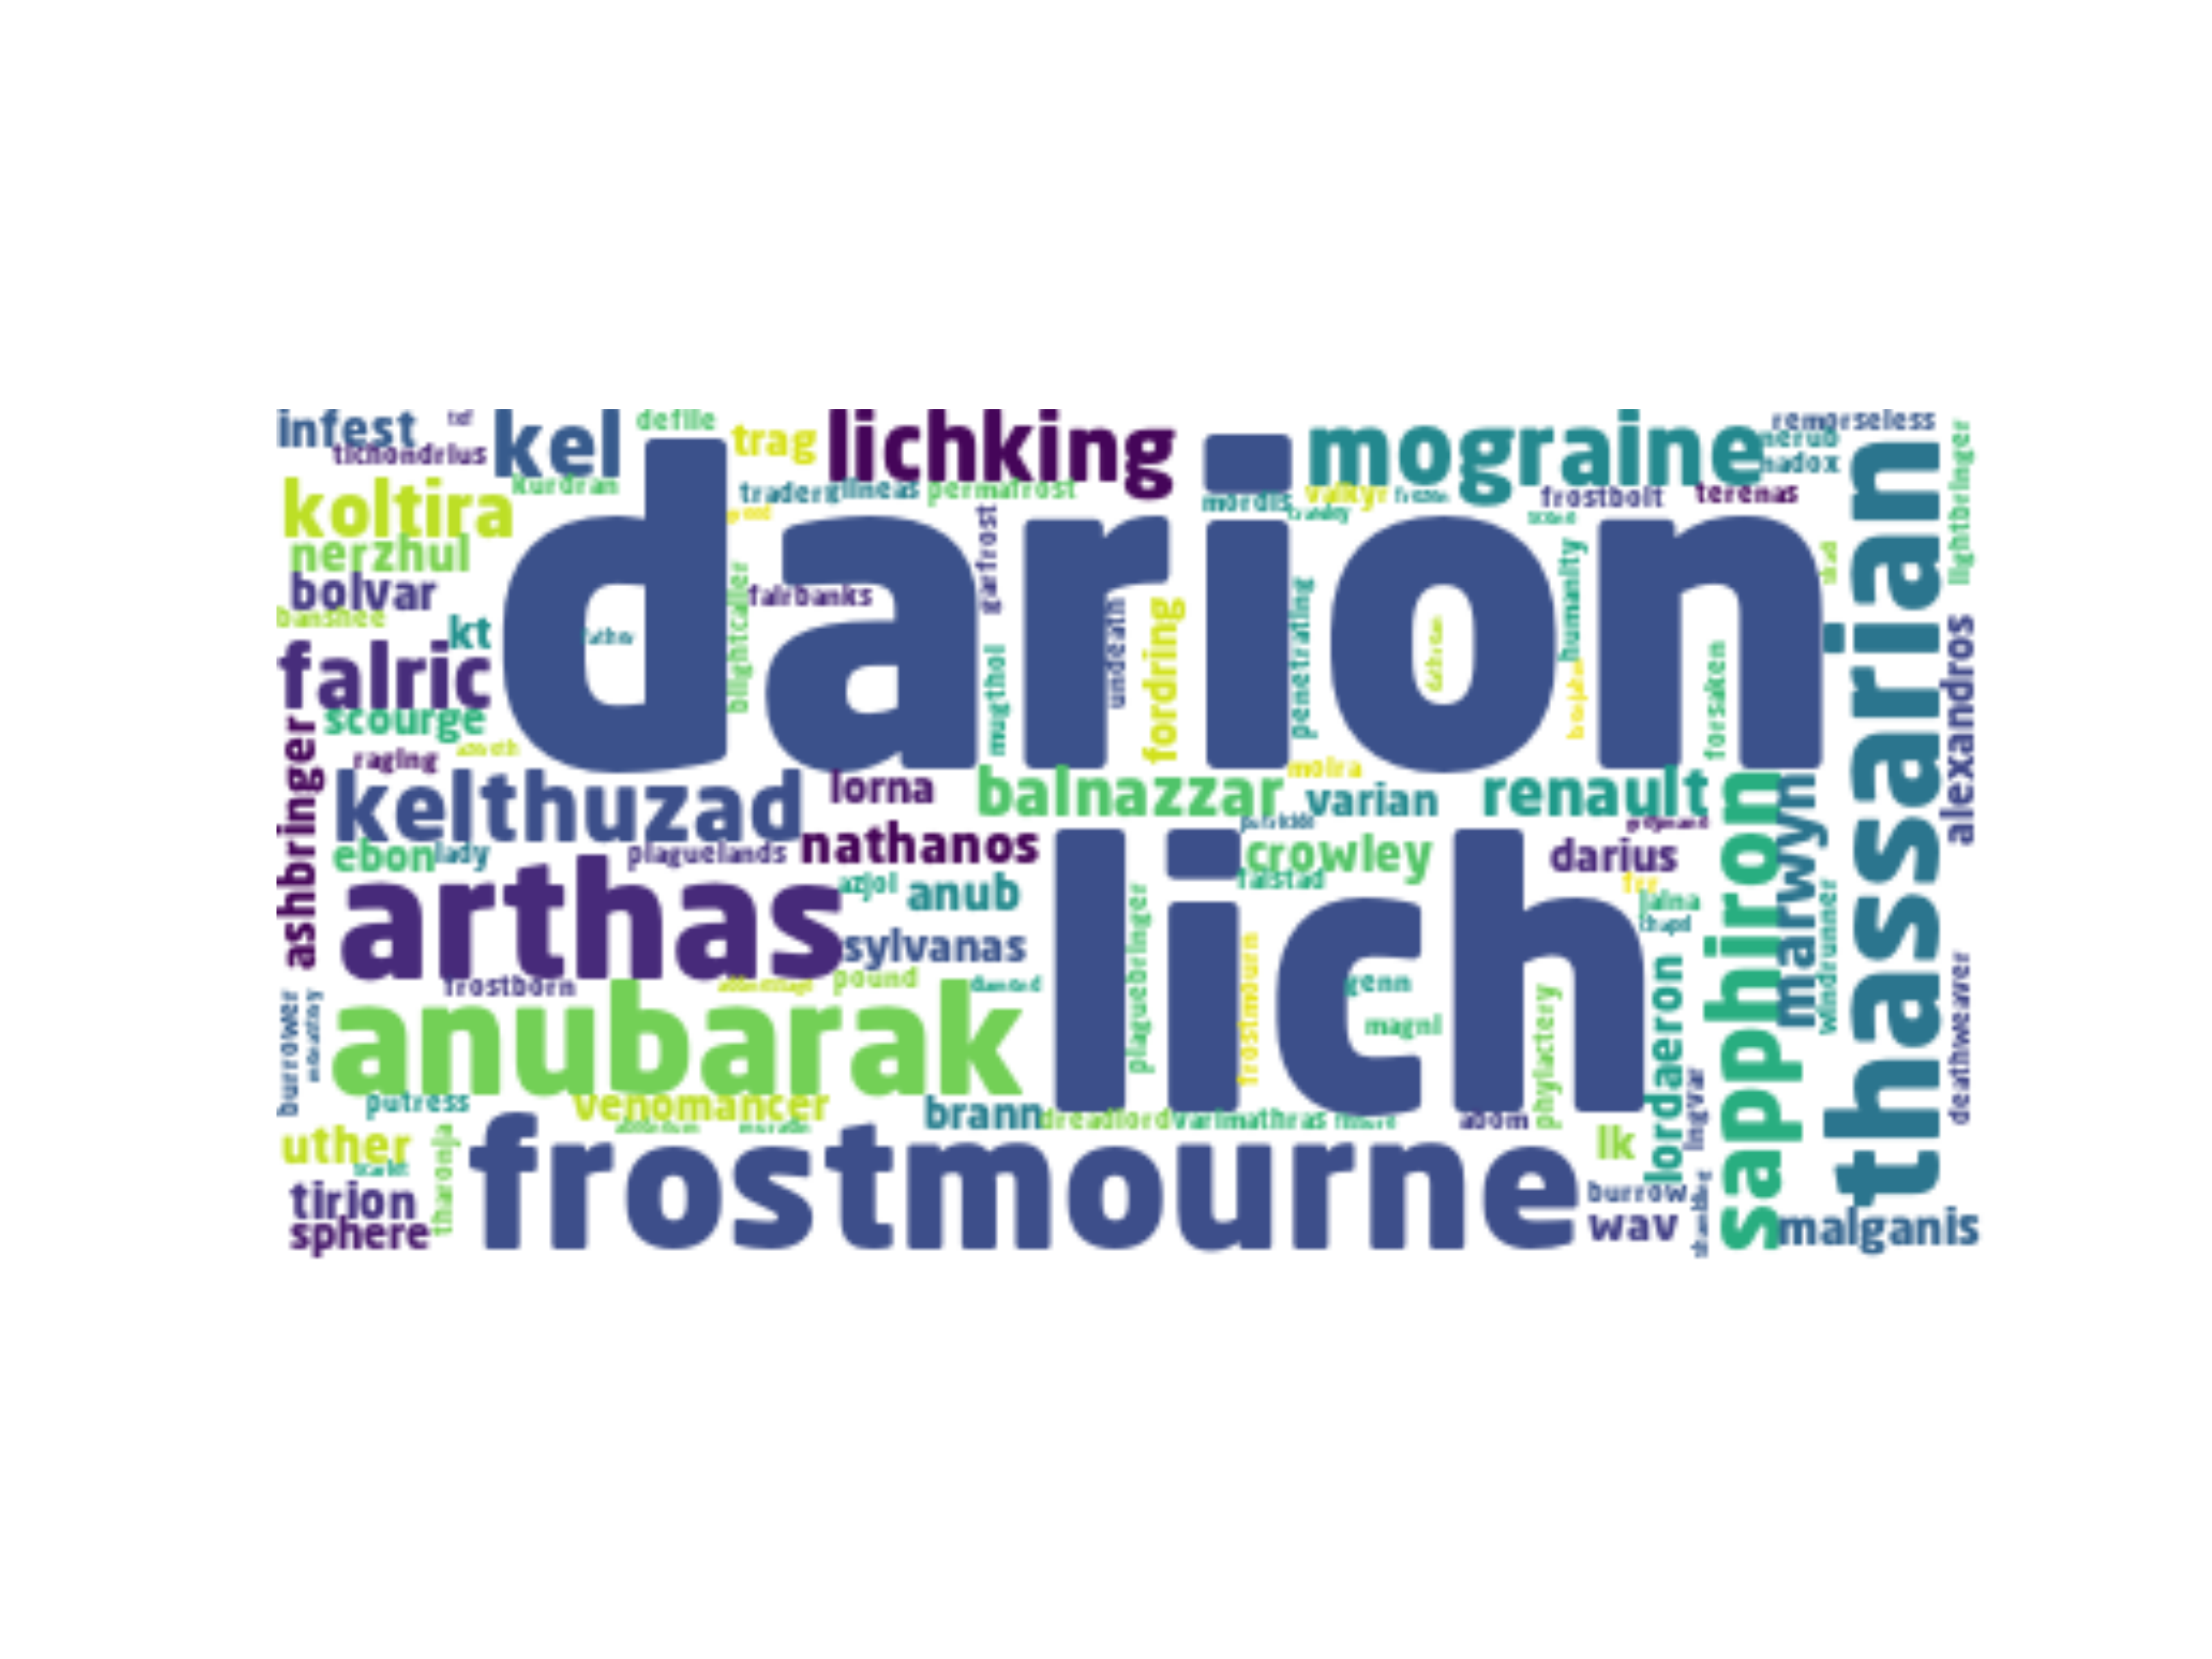 infest
txf
kel
defile
trag
lichking
mograine
remorseless
tichondrius
nerub
nadox
lightbringer
koltira
kurdran
trader
gilneas
permafrost
mordis
valkyr
frostbolt
terenas
darion
nerzhul
bolvar
banshee
kt
father
blightcaller
fairbanks
garfrost
undeath
mugthol
fordring
penetrating
humanity
forsaken
thassarian
alexandros
falric
scourge
raging
azeroth
ashbringer
kelthuzad
lorna
balnazzar
moira
varian
renault
sapphiron
marwyn
windrunner
ebon
lady
plaguelands
nathanos
lich
crowley
falstad
darius
arthas
azjol
anub
sylvanas
plaguebringer
frostmourn
genn
magni
phylactery
lordaeron
ingvar
deathweaver
frostborn
pound
anubarak
burrower
putress
venomancer
brann
dreadlord
varimathras
abom
uther
tharonja
frostmourne
lk
tirion
sphere
burrow
wav
malganis